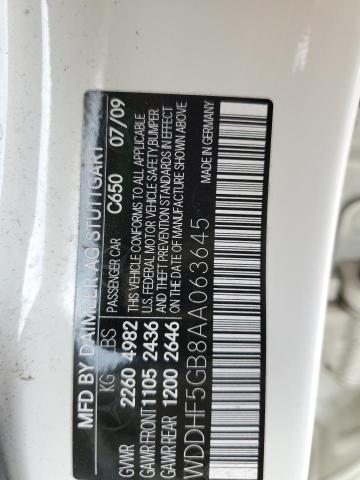 MFD BY DAIMLER AG STUTTGART
KG LBS PASSENGER CAR C650 07/09
GVWR 2260 4982 THIS VEHICLE CONFORMS TO ALL APPLICABLE
GAWR FRONT 1105 2436 U.S. FEDERAL MOTOR VEHICLE SAFETY, BUMPER
GAWR REAR 1200 2646 AND THEFT PREVENTION STANDARDS IN EFFECT
ON DATE OF MANUFACTURE SHOWN ABOVE
WDDHF5GB8AA063645
MADE IN GERMANY